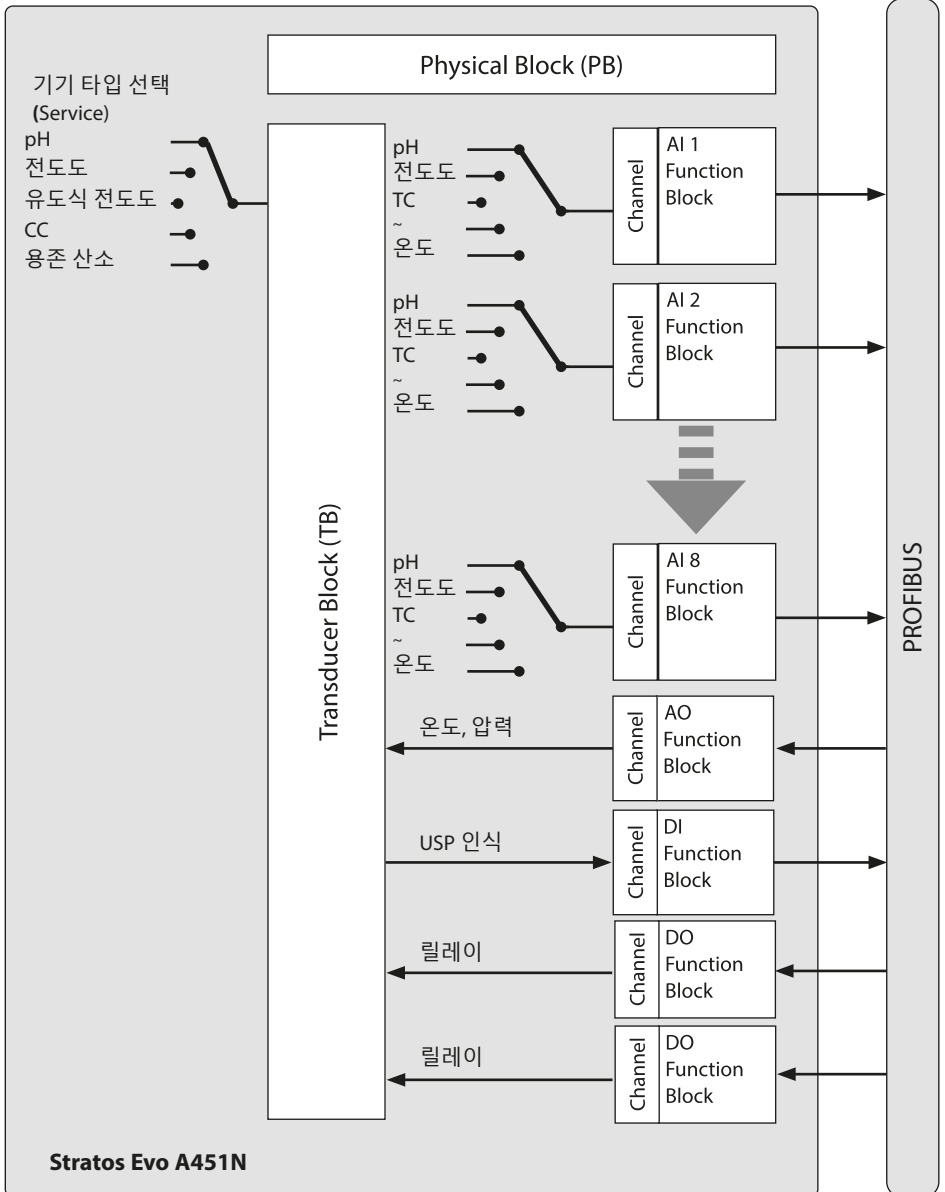 Physical Block (PB)
기기 타입 선택
(Service)
pH
전도도
유도식 전도도
CC
용존 산소
Transducer Block (TB)
pH
전도도
TC
~
온도
Channel
AI 1
Function
Block
pH
전도도
TC
~
온도
Channel
AI 2
Function
Block
pH
전도도
TC
~
온도
Channel
AI 8
Function
Block
온도, 압력
Channel
AO
Function
Block
USP 인식
Channel
DI
Function
Block
릴레이
Channel
DO
Function
Block
릴레이
Channel
DO
Function
Block
PROFIBUS
Stratos Evo A451N